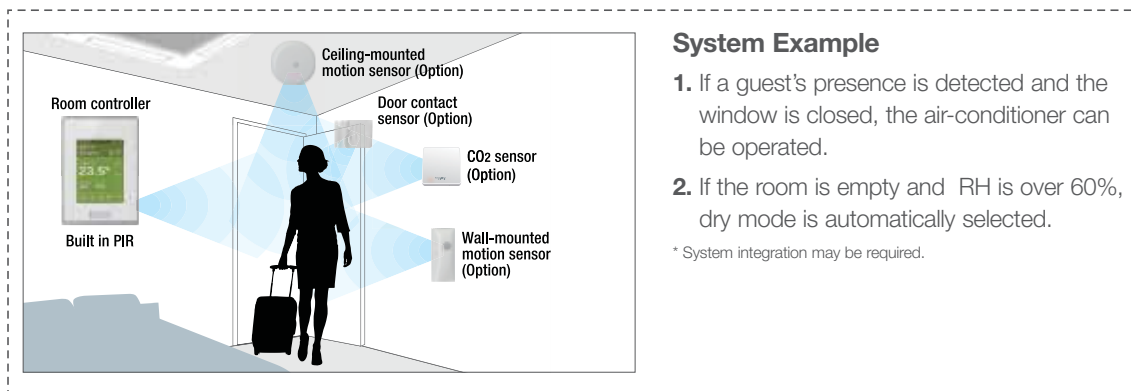 Ceiling-mounted
motion sensor (Option)
Room controller
Door contact
sensor (Option)
23.5°
CO2 sensor
(Option)
Built in PIR
Wall-mounted
motion sensor
(Option)
System Example
1. If a guest’s presence is detected and the
window is closed, the air-conditioner can
be operated.
2. If the room is empty and  RH is over 60%,
dry mode is automatically selected.
* System integration may be required.